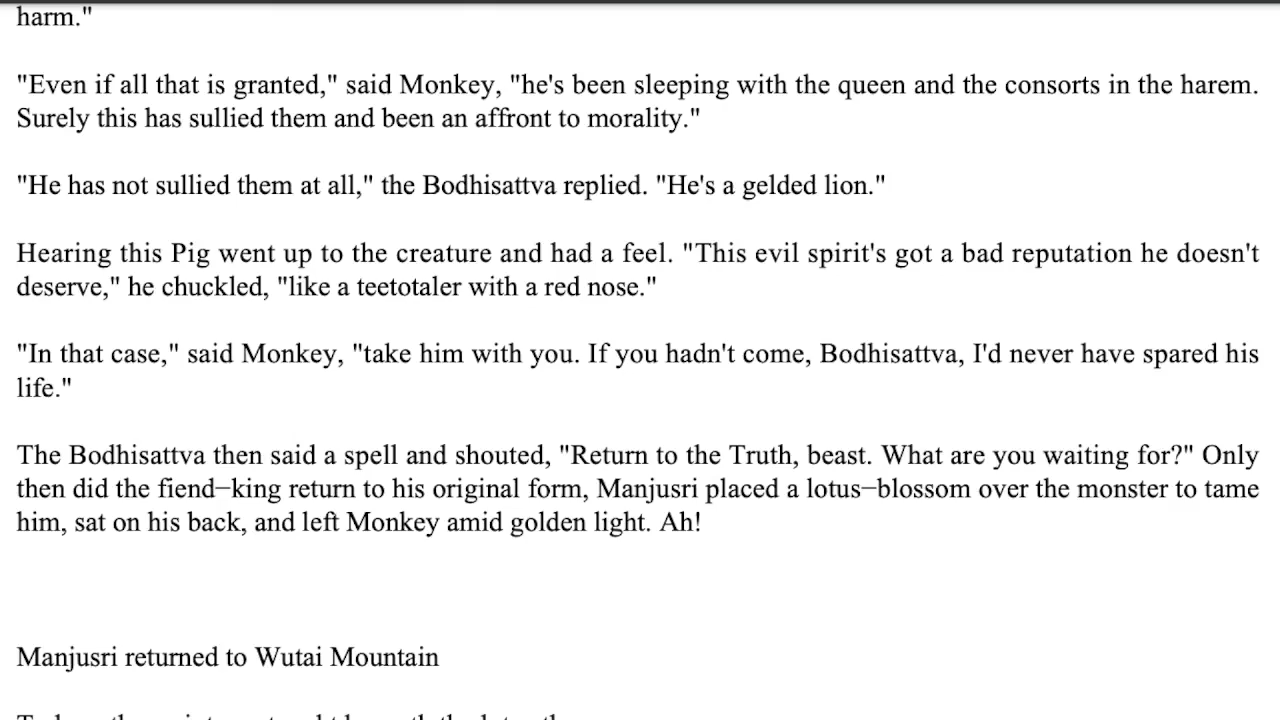 harm."
"Even if all that is granted," said Monkey, "he's been sleeping with the queen and the consorts in the harem.
Surely this has sullied them and been an affront to morality."
"He has not sullied them at all," the Bodhisattva replied. "He's a gelded lion."
Hearing this Pig went up to the creature and had a feel. "This evil spirit's got a bad reputation he doesn't
deserve," he chuckled, "like a teetotaler with a red nose."
"In that case," said Monkey, "take him with you. If you hadn't come, Bodhisattva, I'd never have spared his
life."
The Bodhisattva then said a spell and shouted, "Return to the Truth, beast. What are you waiting for?" Only
then did the fiend−king return to his original form, Manjusri placed a lotus−blossom over the monster to tame
him, sat on his back, and left Monkey amid golden light. Ah!
Manjusri returned to Wutai Mountain